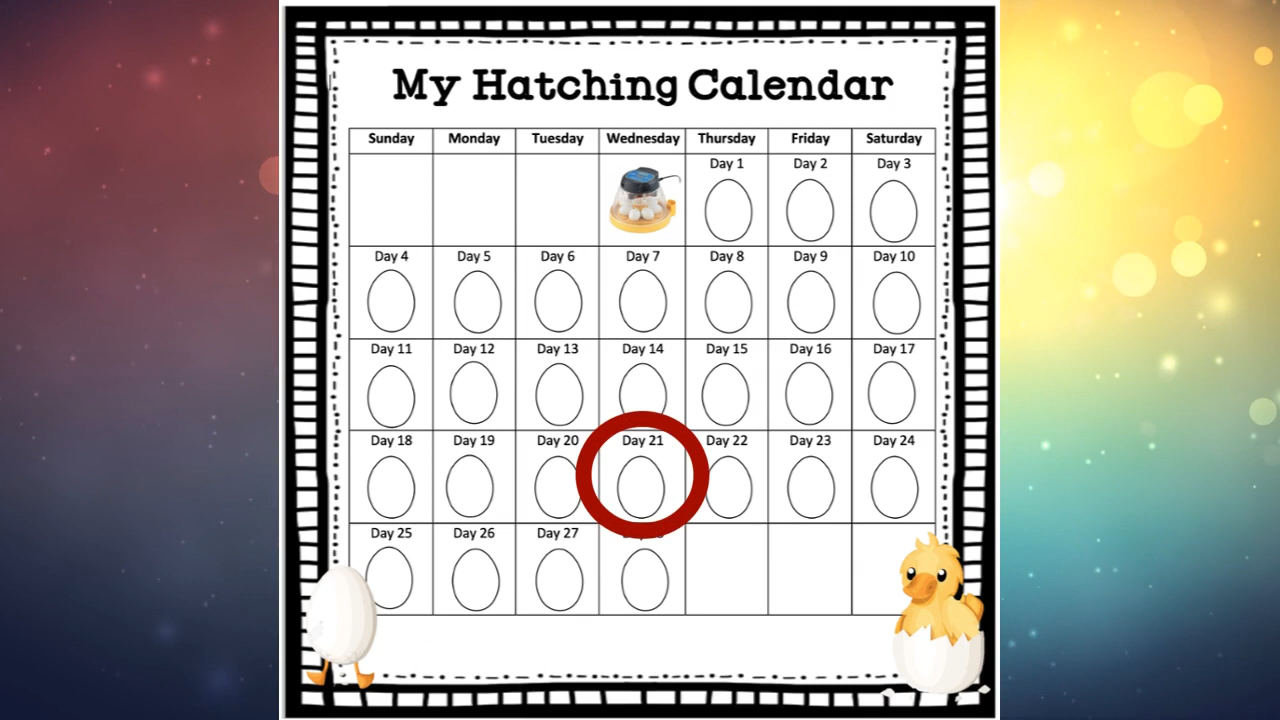 My Hatching Calendar
Sunday Monday Tuesday Wednesday Thursday Friday Saturday
Day 1 Day 2 Day 3
Day 4 Day 5 Day 6 Day 7 Day 8 Day 9 Day 10
Day 11 Day 12 Day 13 Day 14 Day 15 Day 16 Day 17
Day 18 Day 19 Day 20 Day 21 Day 22 Day 23 Day 24
Day 25 Day 26 Day 27